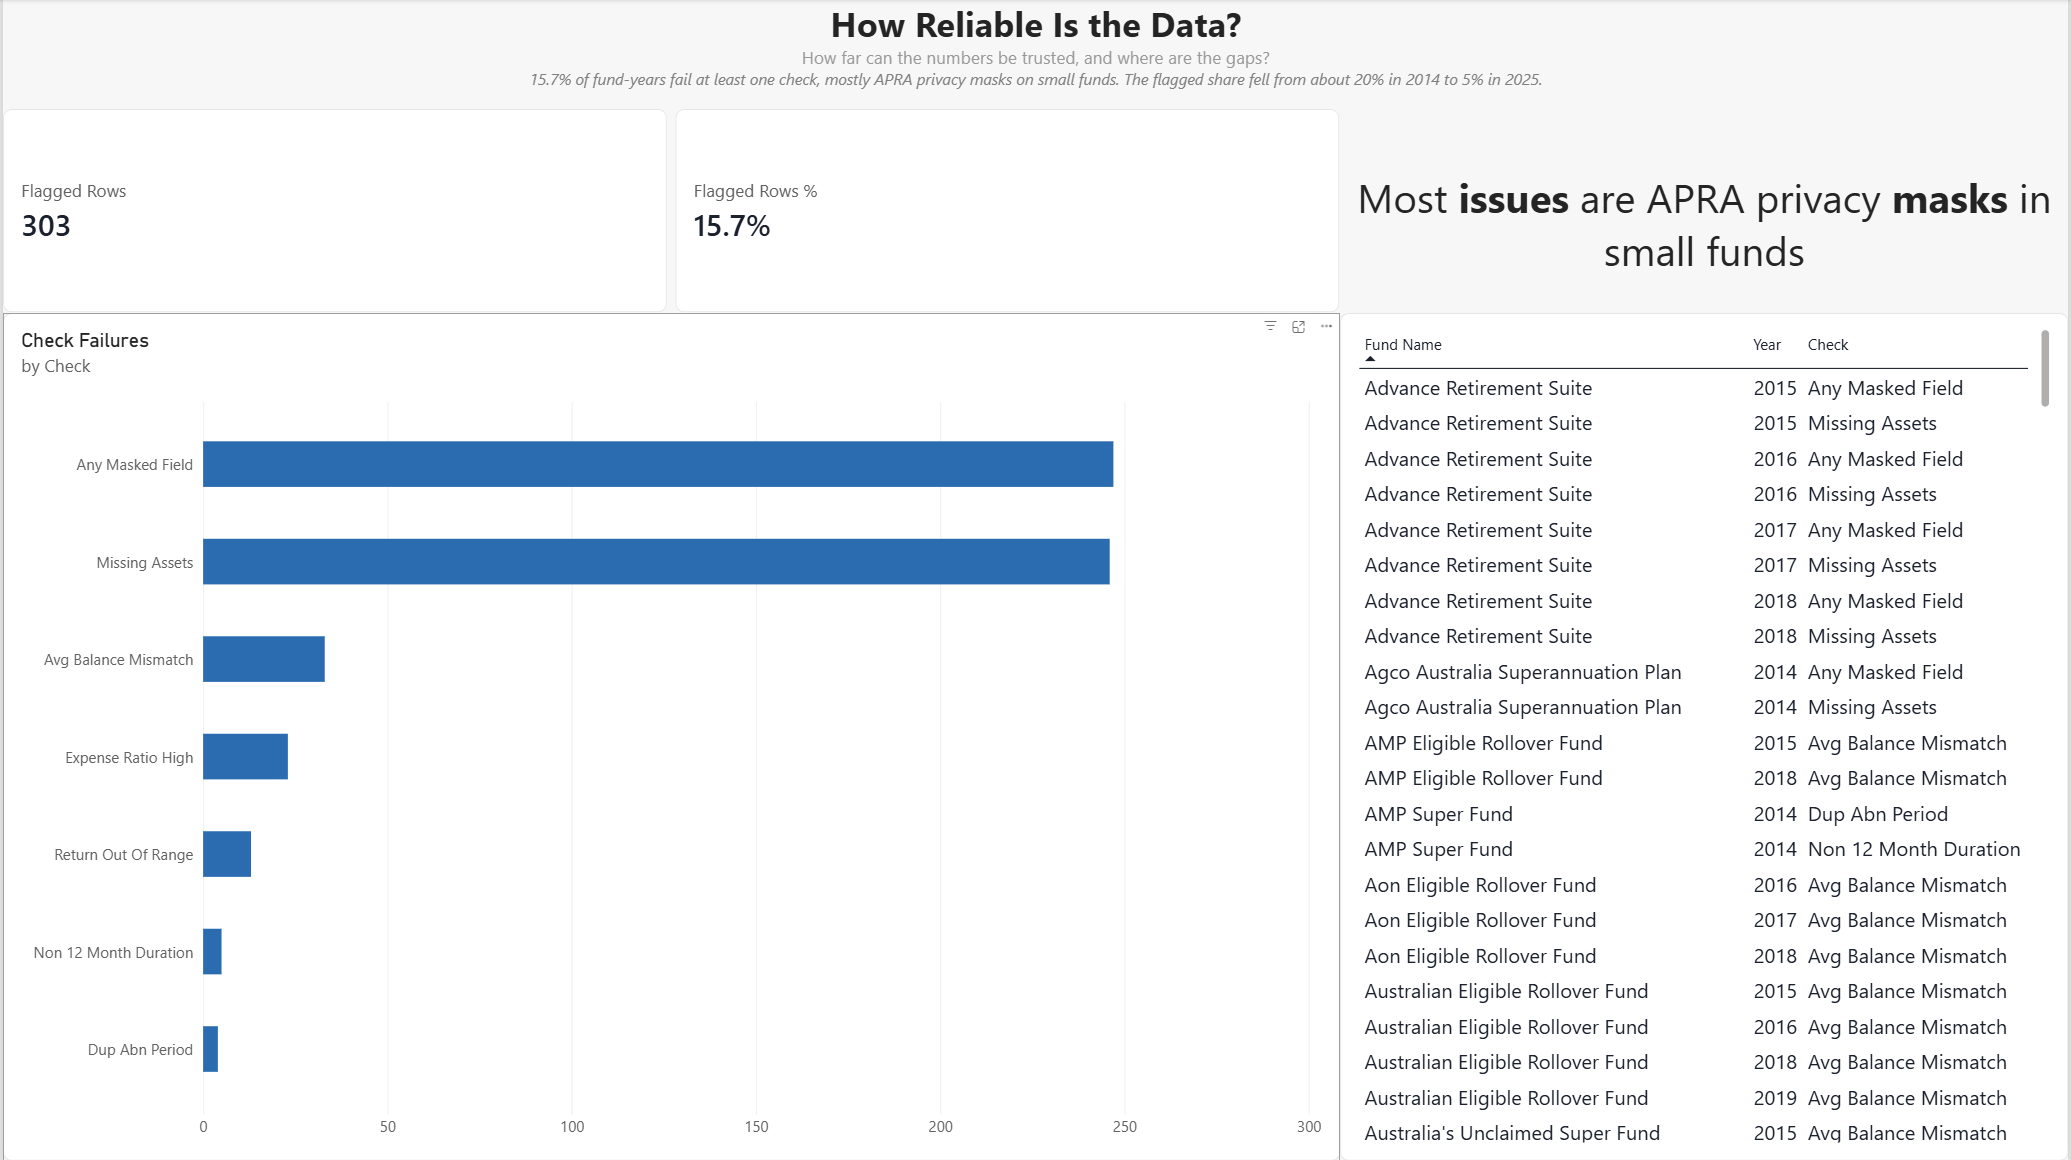 How Reliable Is the Data?
How far can the numbers be trusted, and where are the gaps?
15.7% of fund-years fail at least one check, mostly APRA privacy masks on small funds. The flagged share fell from about 20% in 2014 to 5% in 2025.
Flagged Rows
303
Flagged Rows %
15.7%
Most issues are APRA privacy masks in
small funds
Check Failures
by Check
Any Masked Field
Missing Assets
Avg Balance Mismatch
Expense Ratio High
Return Out Of Range
Non 12 Month Duration
Dup Abn Period
0 50 100 150 200 250 300
Fund Name Year Check
Advance Retirement Suite 2015 Any Masked Field
Advance Retirement Suite 2015 Missing Assets
Advance Retirement Suite 2016 Any Masked Field
Advance Retirement Suite 2016 Missing Assets
Advance Retirement Suite 2017 Any Masked Field
Advance Retirement Suite 2017 Missing Assets
Advance Retirement Suite 2018 Any Masked Field
Advance Retirement Suite 2018 Missing Assets
Agco Australia Superannuation Plan 2014 Any Masked Field
Agco Australia Superannuation Plan 2014 Missing Assets
AMP Eligible Rollover Fund 2015 Avg Balance Mismatch
AMP Eligible Rollover Fund 2018 Avg Balance Mismatch
AMP Super Fund 2014 Dup Abn Period
AMP Super Fund 2014 Non 12 Month Duration
Aon Eligible Rollover Fund 2016 Avg Balance Mismatch
Aon Eligible Rollover Fund 2017 Avg Balance Mismatch
Aon Eligible Rollover Fund 2018 Avg Balance Mismatch
Australian Eligible Rollover Fund 2015 Avg Balance Mismatch
Australian Eligible Rollover Fund 2016 Avg Balance Mismatch
Australian Eligible Rollover Fund 2018 Avg Balance Mismatch
Australian Eligible Rollover Fund 2019 Avg Balance Mismatch
Australia's Unclaimed Super Fund 2015 Avg Balance Mismatch